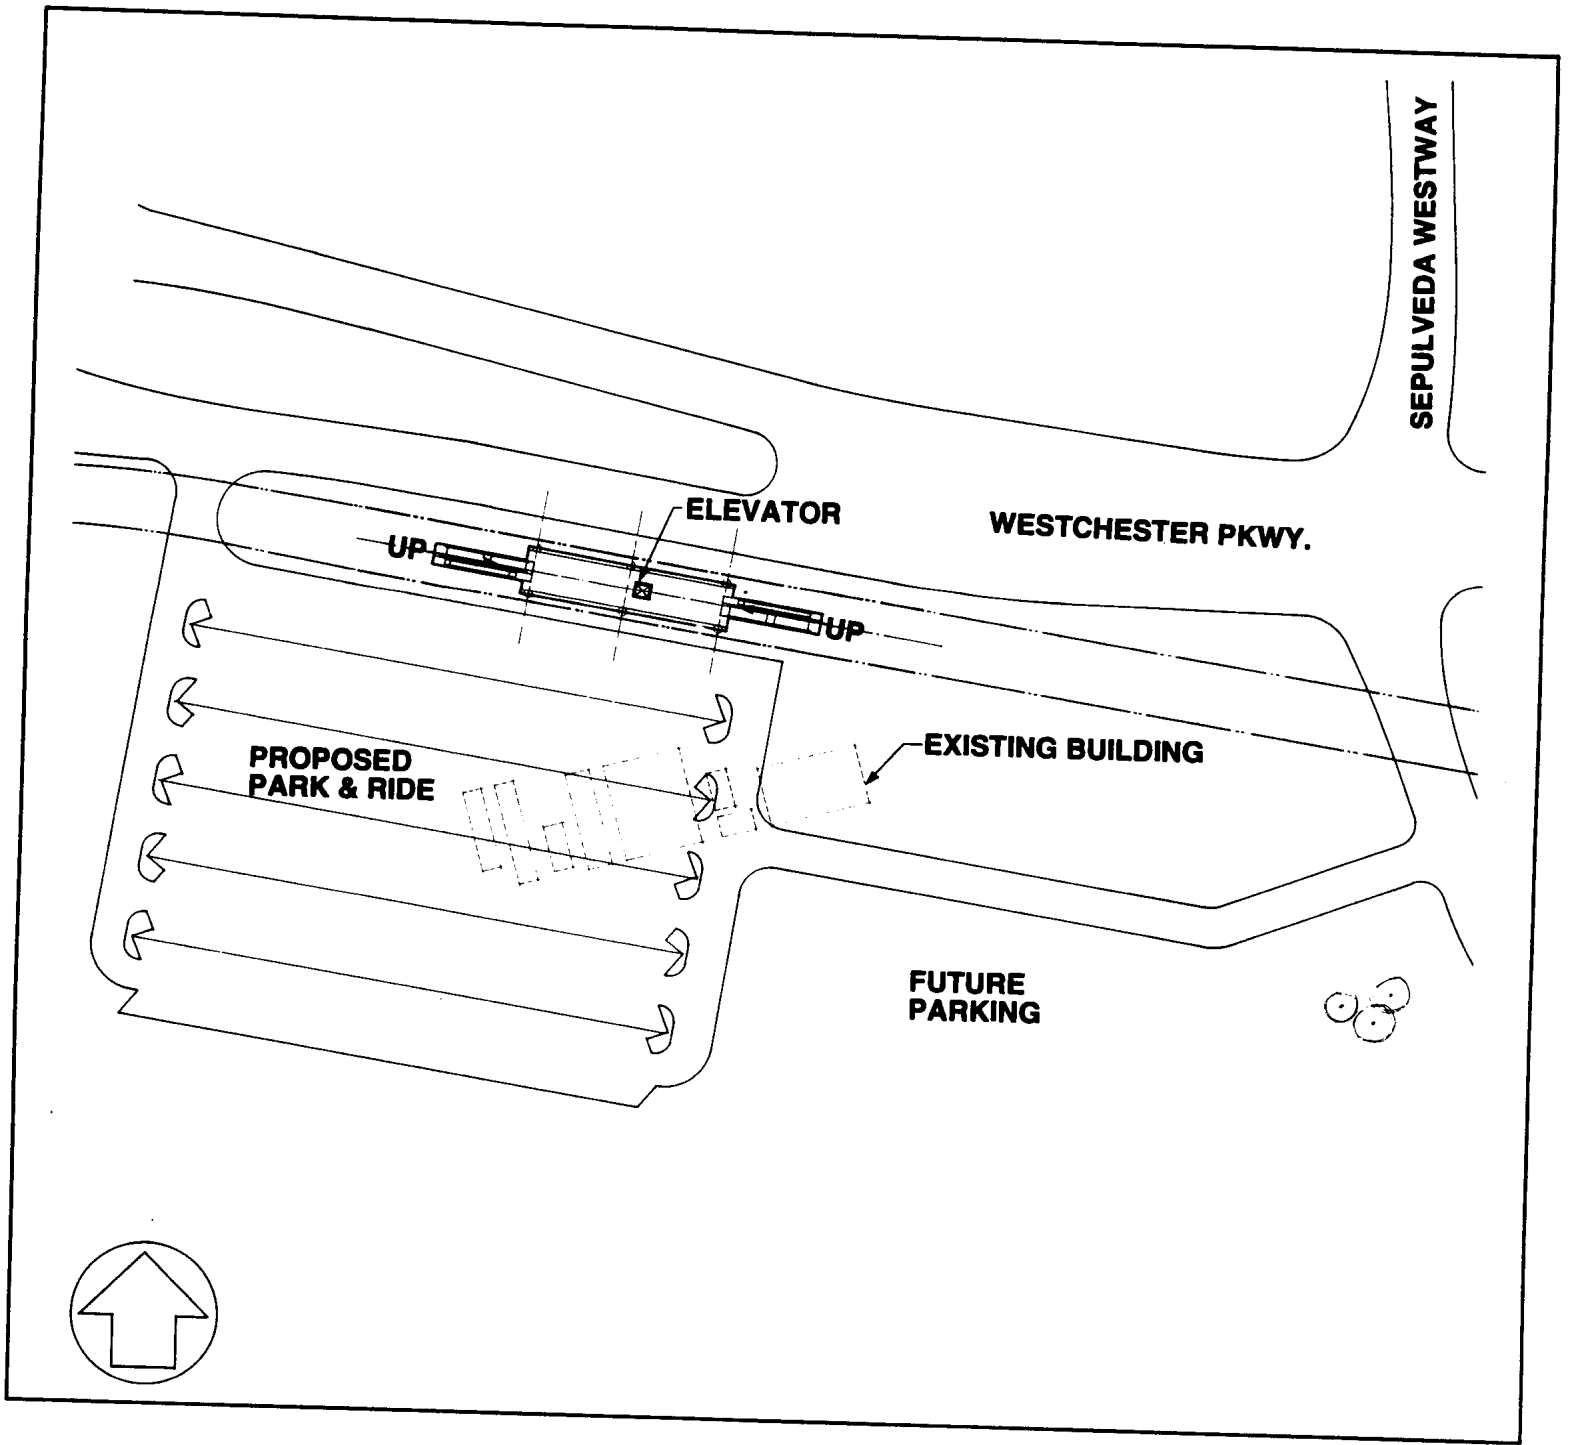 SEPULVEDA WESTWAY
ELEVATOR
WESTCHESTER PKWY.
UP
UP
EXISTING BUILDING
PROPOSED
PARK & RIDE
FUTURE
PARKING